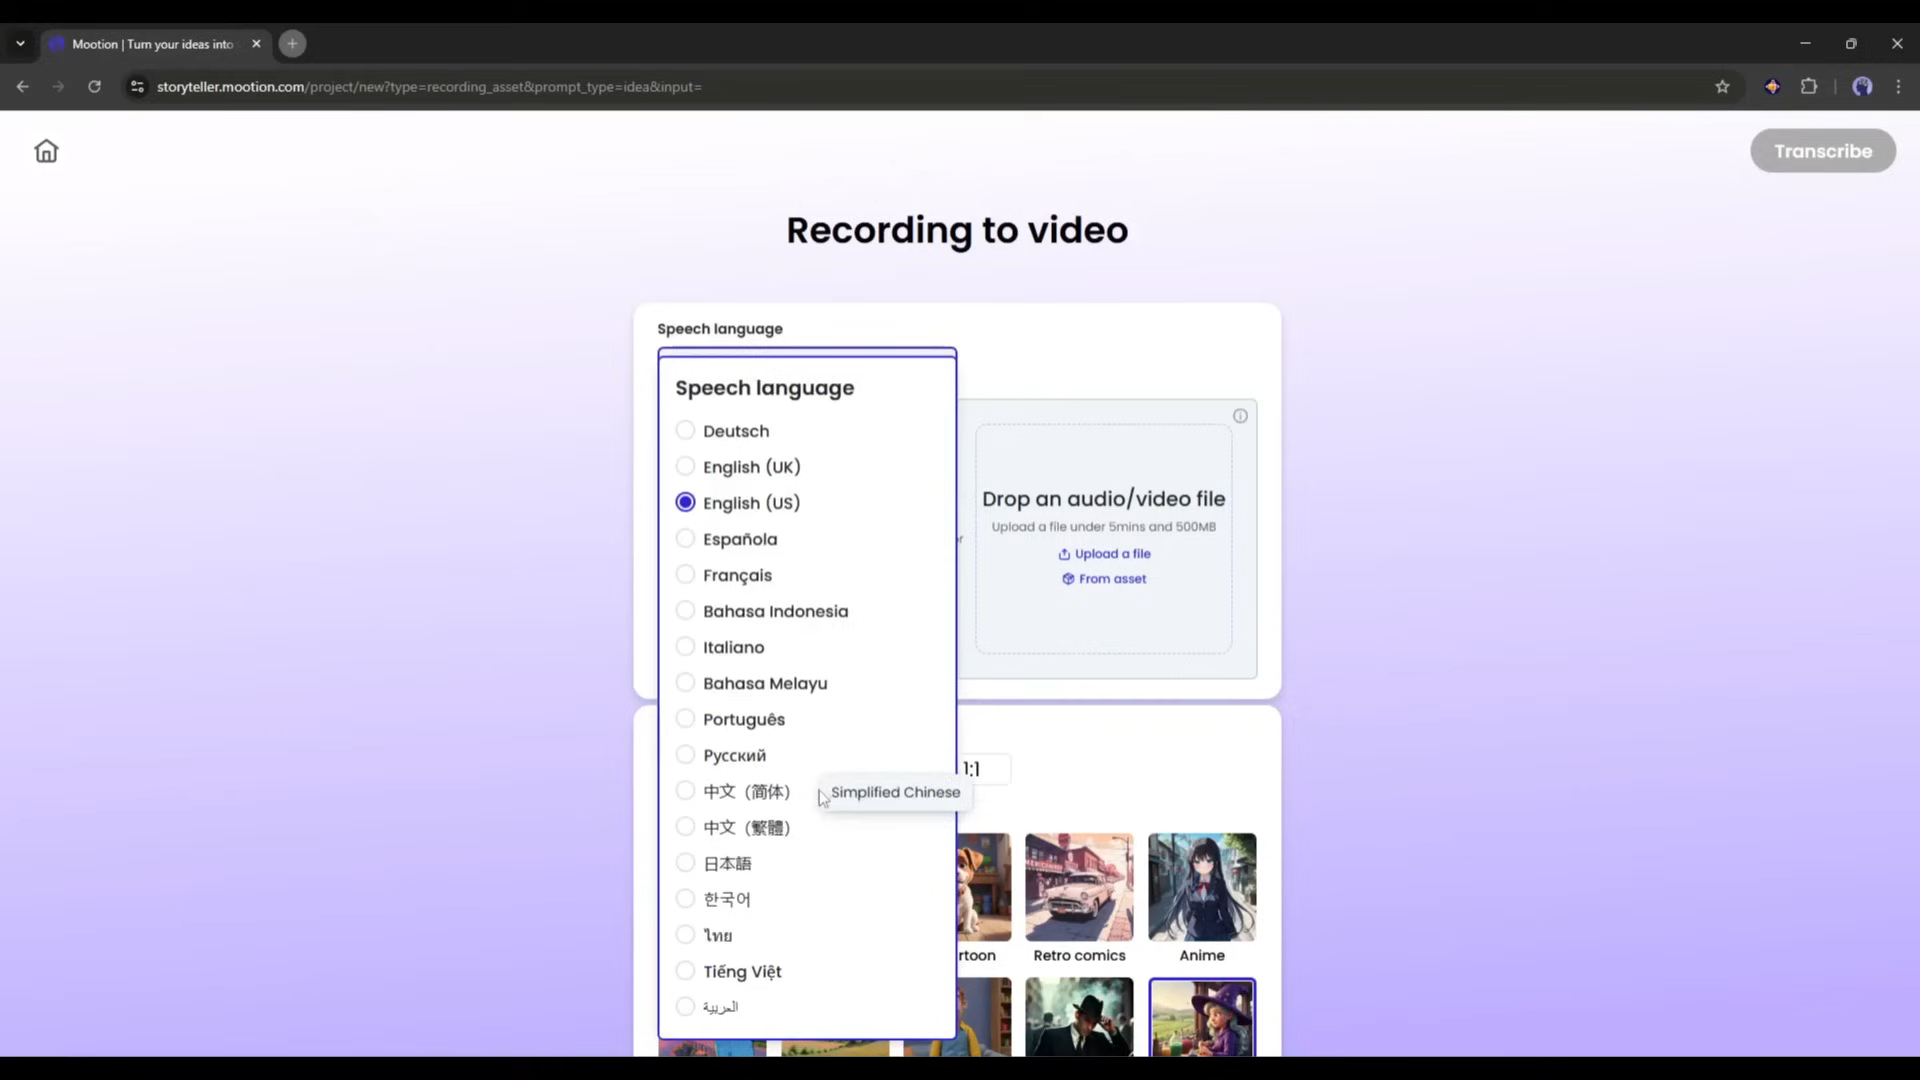 Mootion | Turn your ideas into
storyteller.mootion.com/project/new?type=recording_asset&prompt_type=idea&input=
Transcribe
Recording to video
Speech language
Speech language
Deutsch
English (UK)
English (US)
Española
Français
Bahasa Indonesia
Italiano
Bahasa Melayu
Português
Русский
中文（简体）
Simplified Chinese
中文（繁體）
日本語
한국어
ไทย
Tiếng Việt
العربية
Drop an audio/video file
Upload a file under 5mins and 500MB
Upload a file
From asset
1:1
rtoon
Retro comics
Anime